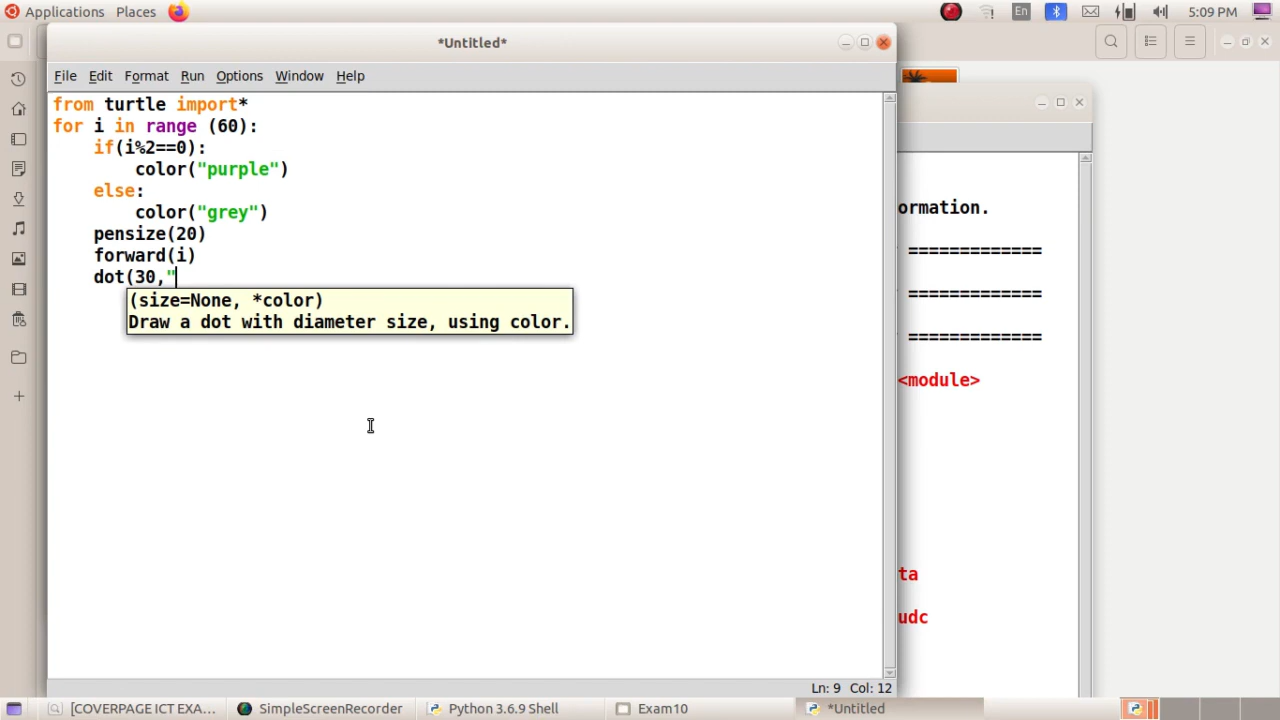 Applications Places En 5:09 PM
*Untitled*
File Edit Format Run Options Window Help
from turtle import*
for i in range (60):
    if(i%2==0):
        color("purple")
    else:
        color("grey")
    pensize(20)
    forward(i)
    dot(30,"
(size=None, *color)
Draw a dot with diameter size, using color.
ormation.
=============
=============
=============
<module>
ta
udc
Ln: 9 Col: 12
[COVERPAGE ICT EXA... SimpleScreenRecorder Python 3.6.9 Shell Exam10 *Untitled